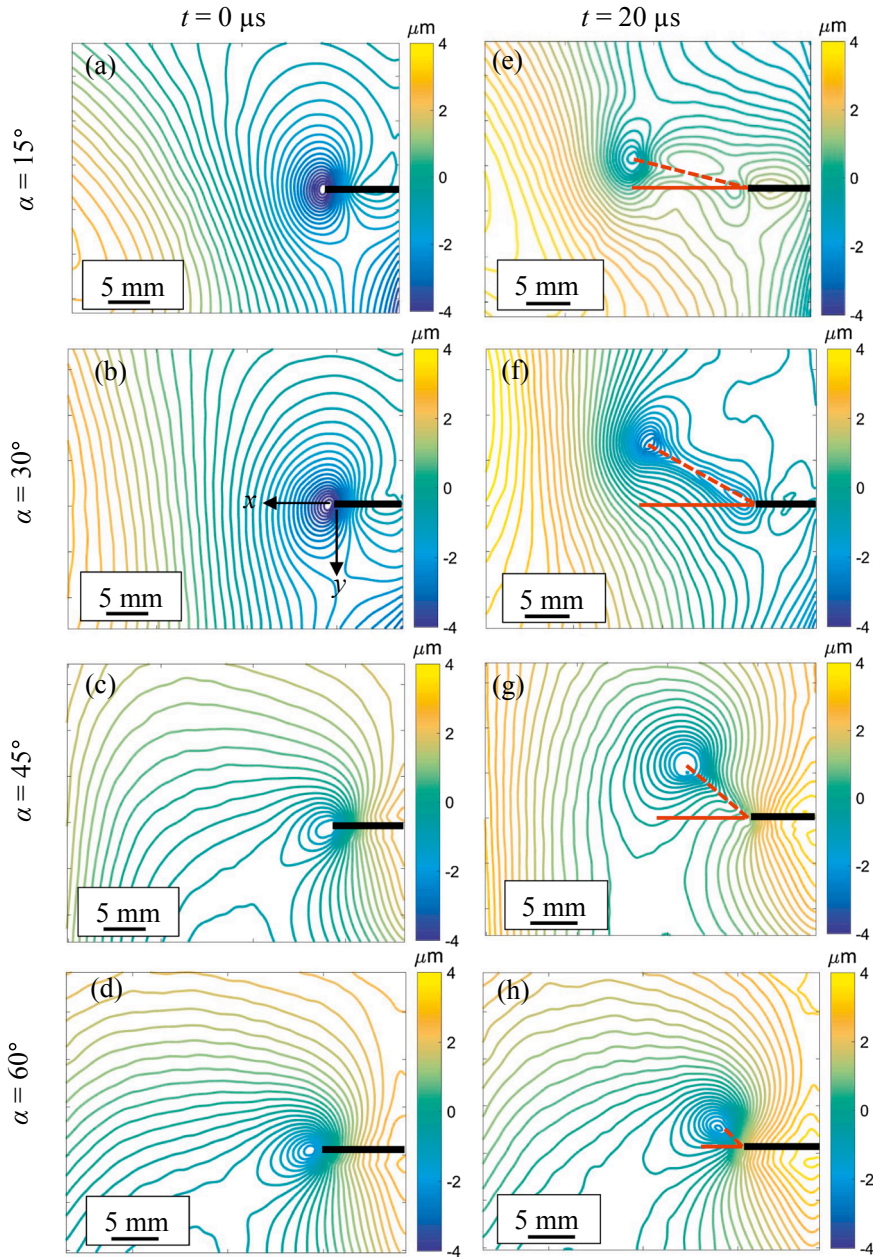 t = 0 µs
t = 20 µs
α = 15°
(a)
5 mm
µm
4
2
0
-2
-4
(e)
5 mm
µm
4
2
0
-2
-4
α = 30°
(b)
x
y
5 mm
µm
4
2
0
-2
-4
(f)
5 mm
µm
4
2
0
-2
-4
α = 45°
(c)
5 mm
µm
4
2
0
-2
-4
(g)
5 mm
µm
4
2
0
-2
-4
α = 60°
(d)
5 mm
µm
4
2
0
-2
-4
(h)
5 mm
µm
4
2
0
-2
-4